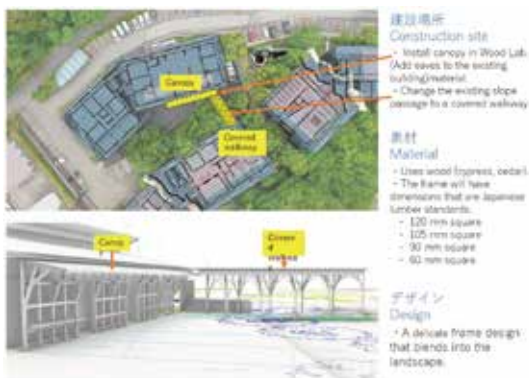 建設場所
Construction site
・Install canopy in Wood Lab.
(Add eaves to the existing
building)material
・Change the existing slope
passage to a covered walkway
Canopy
Covered
walkway
素材
Material
・Uses wood (cypress, cedar).
・The frame will have
dimensions that are Japanese
lumber standards.
- 120 mm square
- 105 mm square
- 90 mm square
- 60 mm square
Canopy
Covere
d
デザイン
Design
・A delicate frame design
that blends into the
landscape.